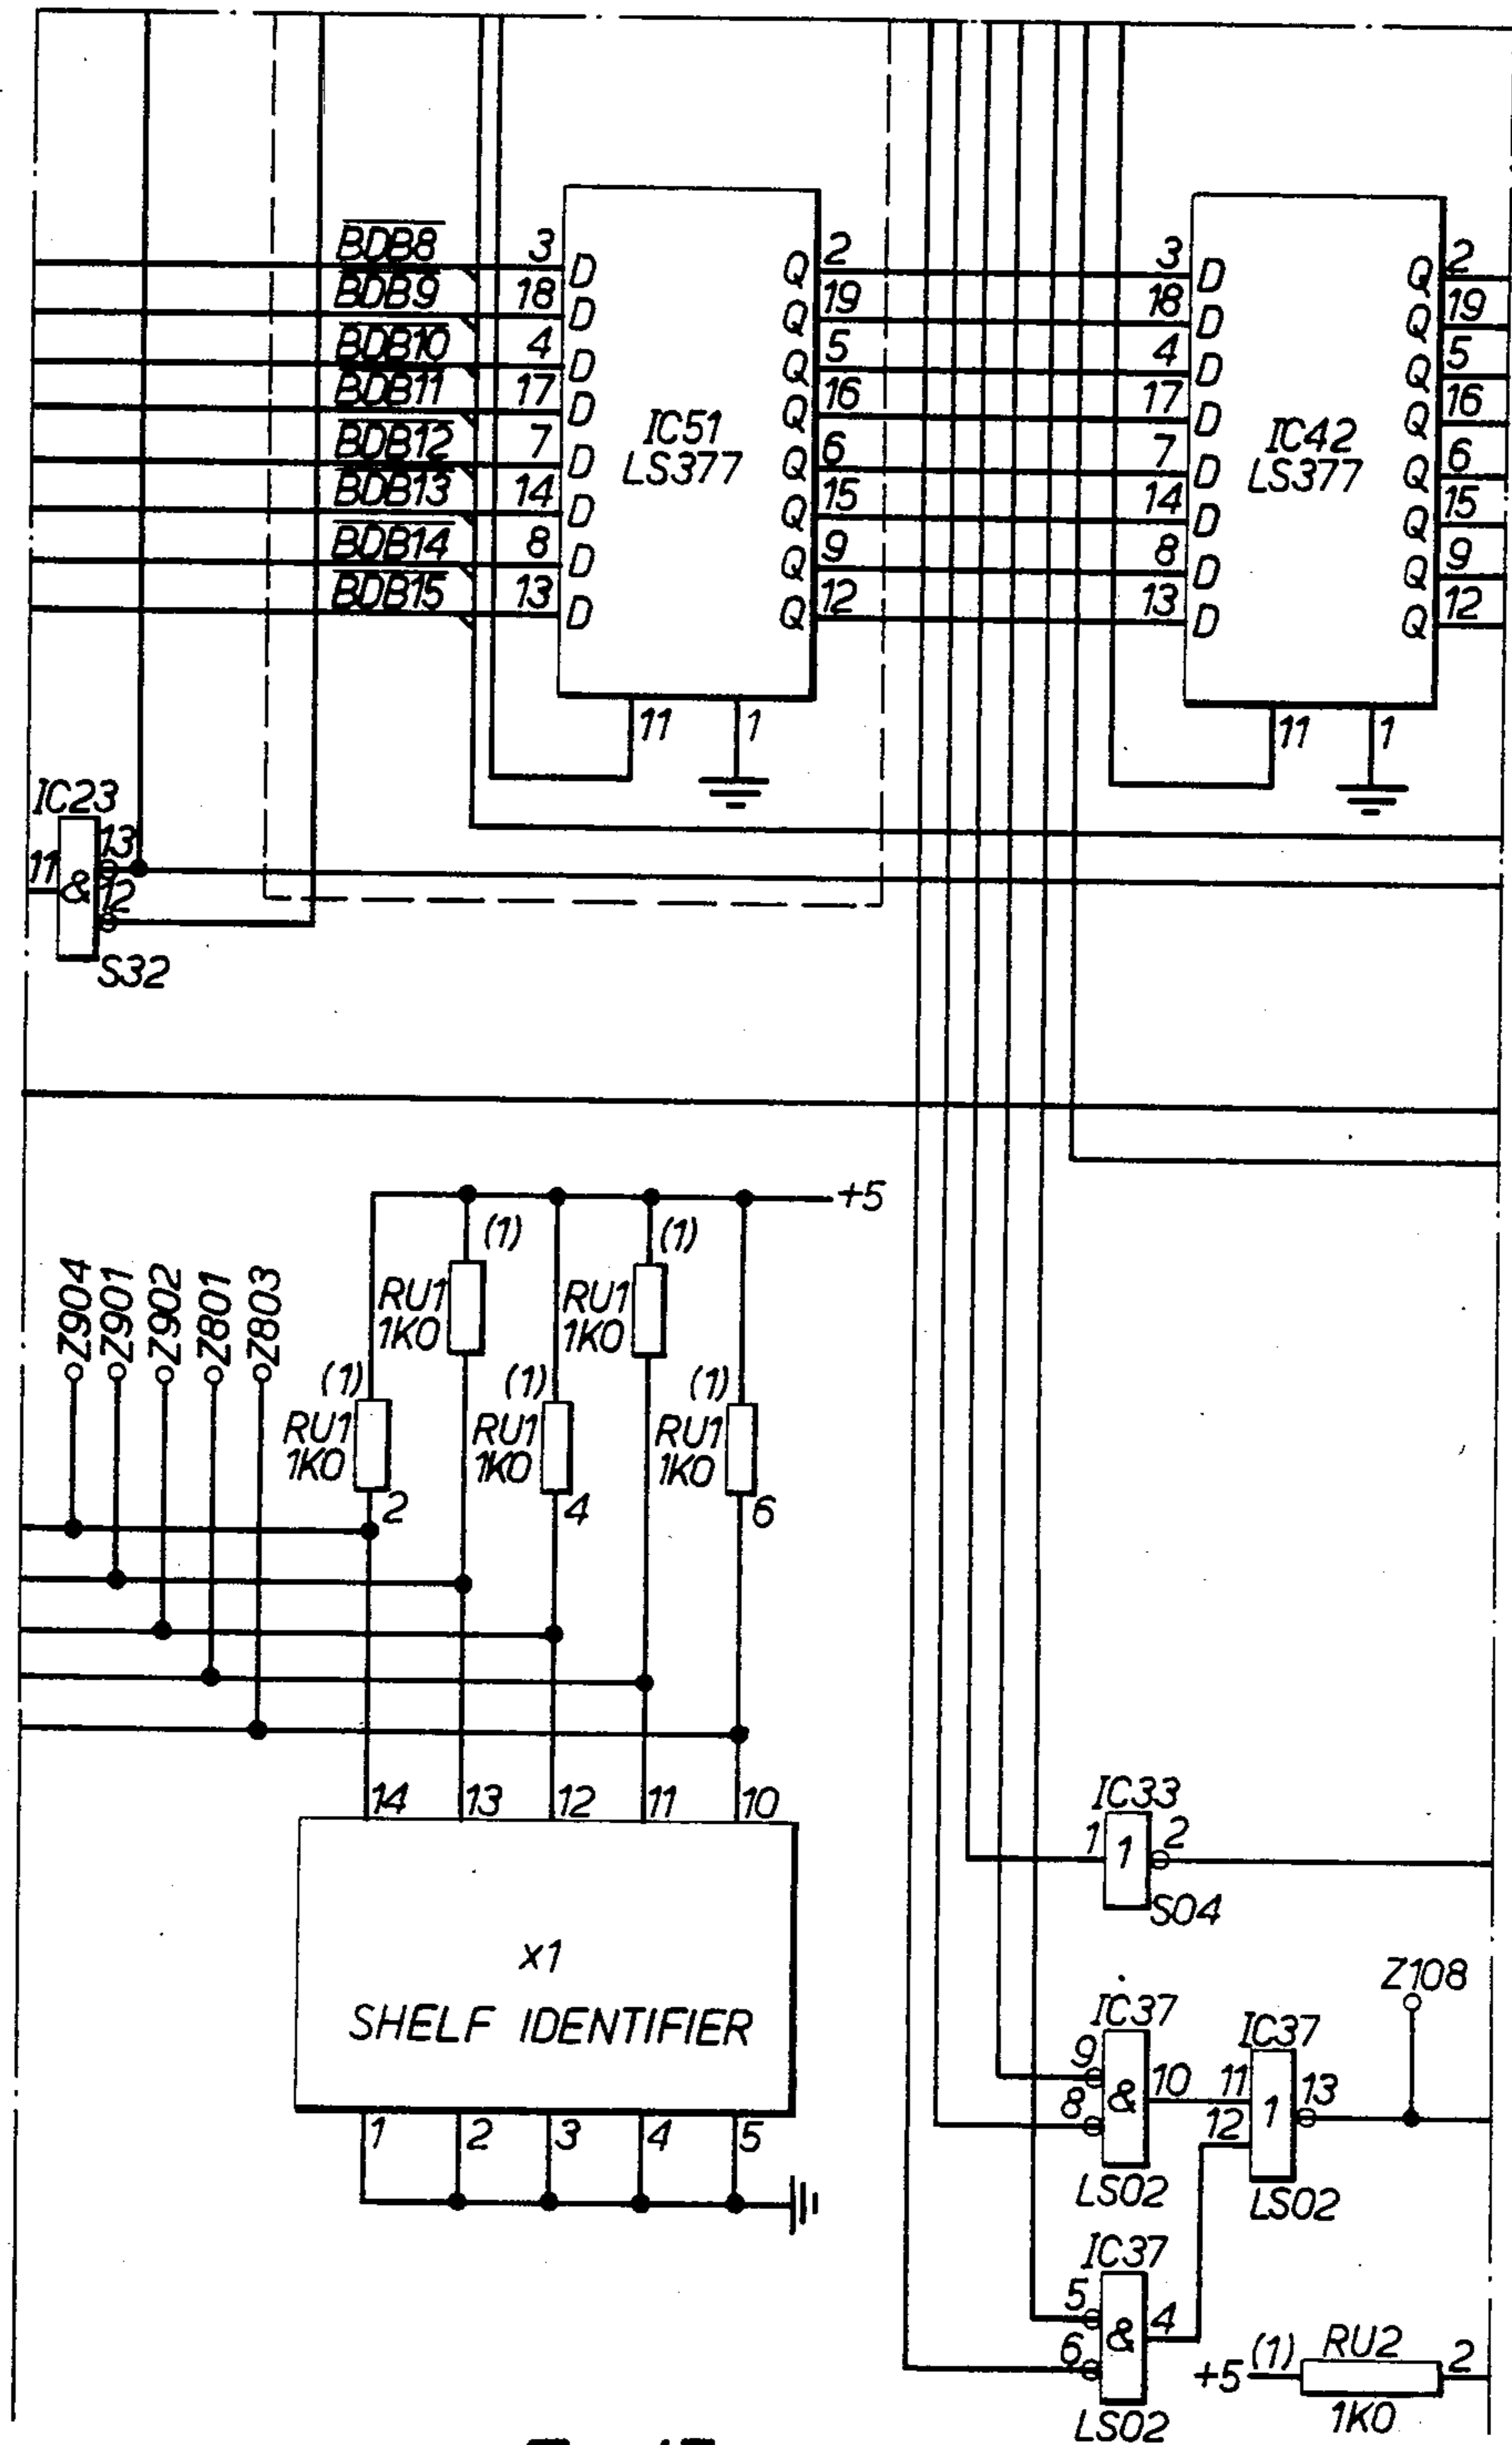 BDB8 3 D Q 2 3 D Q 2
BDB9 18 D Q 19 18 D Q 19
BDB10 4 D Q 5 4 D Q 5
BDB11 17 D Q 16 17 D Q 16
IC51
LS377
IC42
LS377
BDB12 7 D Q 6 7 D Q 6
BDB13 14 D Q 15 14 D Q 15
BDB14 8 D Q 9 8 D Q 9
BDB15 13 D Q 12 13 D Q 12
11 1 11 1
IC23
13
11 &
12
S32
+5
(1) (1)
Z904 Z901 Z902 Z801 Z803
RU1 RU1
1K0 1K0
(1) (1) (1)
RU1 RU1 RU1
1K0 1K0 1K0
2 4 6
14 13 12 11 10
x1
SHELF IDENTIFIER
1 2 3 4 5
IC33
1 1 2
S04
Z108
IC37 IC37
9 & 10 11 1 13
8 12
LS02 LS02
IC37
5 & 4
6
LS02
+5 (1) RU2 2
1K0